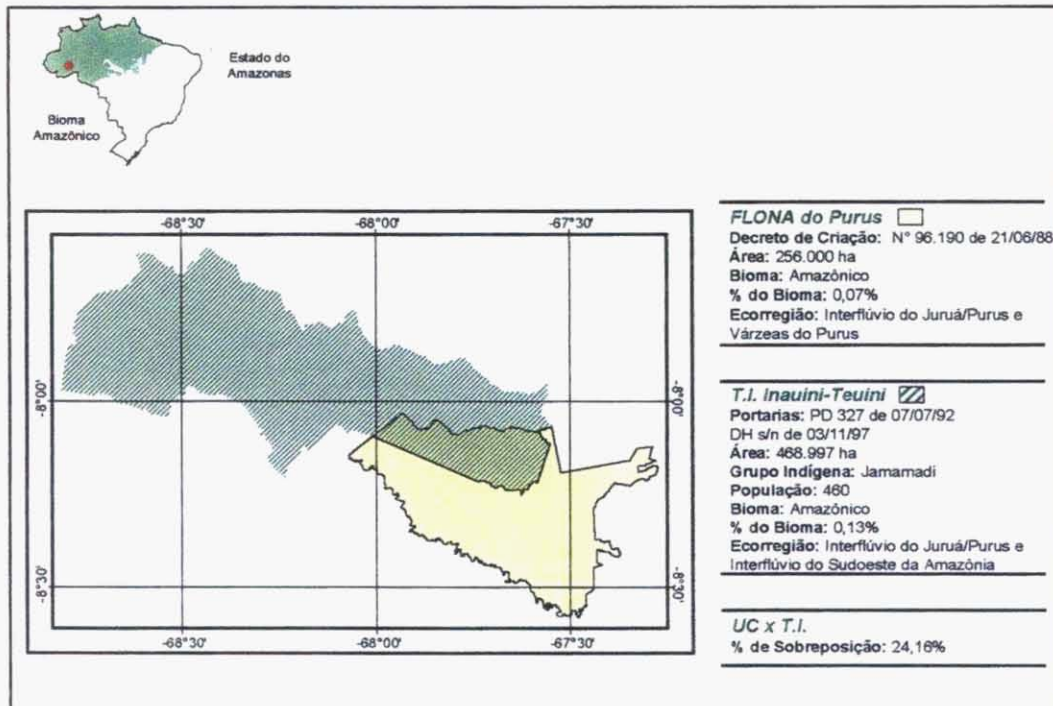 Estado do
Amazonas
Bioma
Amazônico
-68°30'
-68°00'
-67°30'
-8°00'
-8°00'
-8°30'
-8°30'
-68°30'
-68°00'
-67°30'
FLONA do Purus
Decreto de Criação: N° 96.190 de 21/06/88
Área: 256.000 ha
Bioma: Amazônico
% do Bioma: 0,07%
Ecorregião: Interflúvio do Juruá/Purus e
Várzeas do Purus
T.I. Inauini-Teuini
Portarias: PD 327 de 07/07/92
DH s/n de 03/11/97
Área: 468.997 ha
Grupo Indígena: Jamamadi
População: 460
Bioma: Amazônico
% do Bioma: 0,13%
Ecorregião: Interflúvio do Juruá/Purus e
Interflúvio do Sudoeste da Amazônia
UC x T.I.
% de Sobreposição: 24,16%